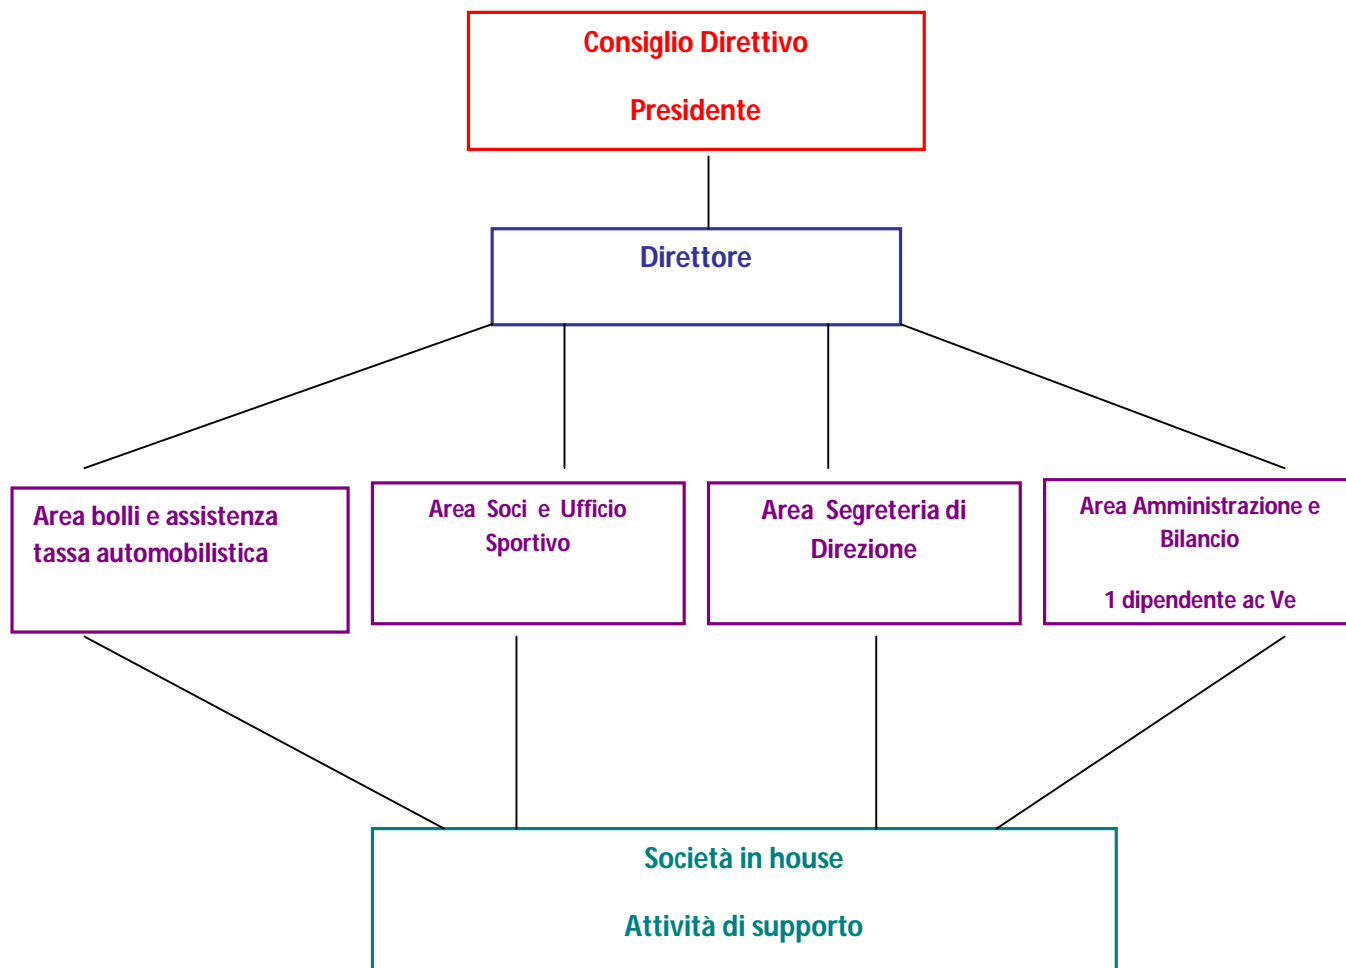 Consiglio Direttivo
Presidente
Direttore
Area bolli e assistenza
tassa automobilistica
Area Soci e Ufficio
Sportivo
Area Segreteria di
Direzione
Area Amministrazione e
Bilancio
1 dipendente ac Ve
Società in house
Attività di supporto